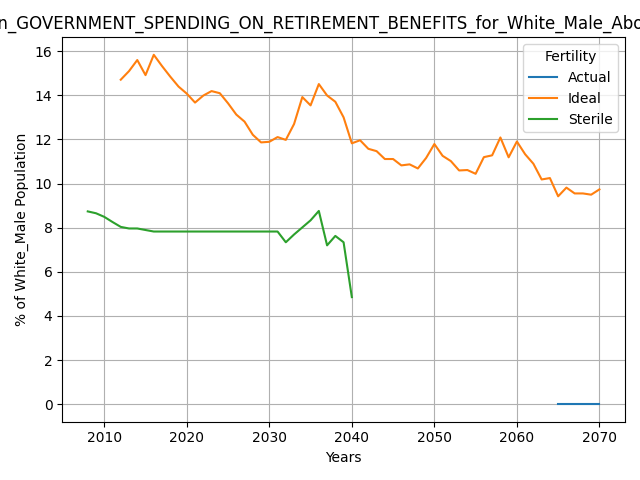 n_GOVERNMENT_SPENDING_ON_RETIREMENT_BENEFITS_for_White_Male_Abo
Fertility
Actual
Ideal
Sterile
% of White_Male Population
16
14
12
10
8
6
4
2
0
2010 2020 2030 2040 2050 2060 2070
Years